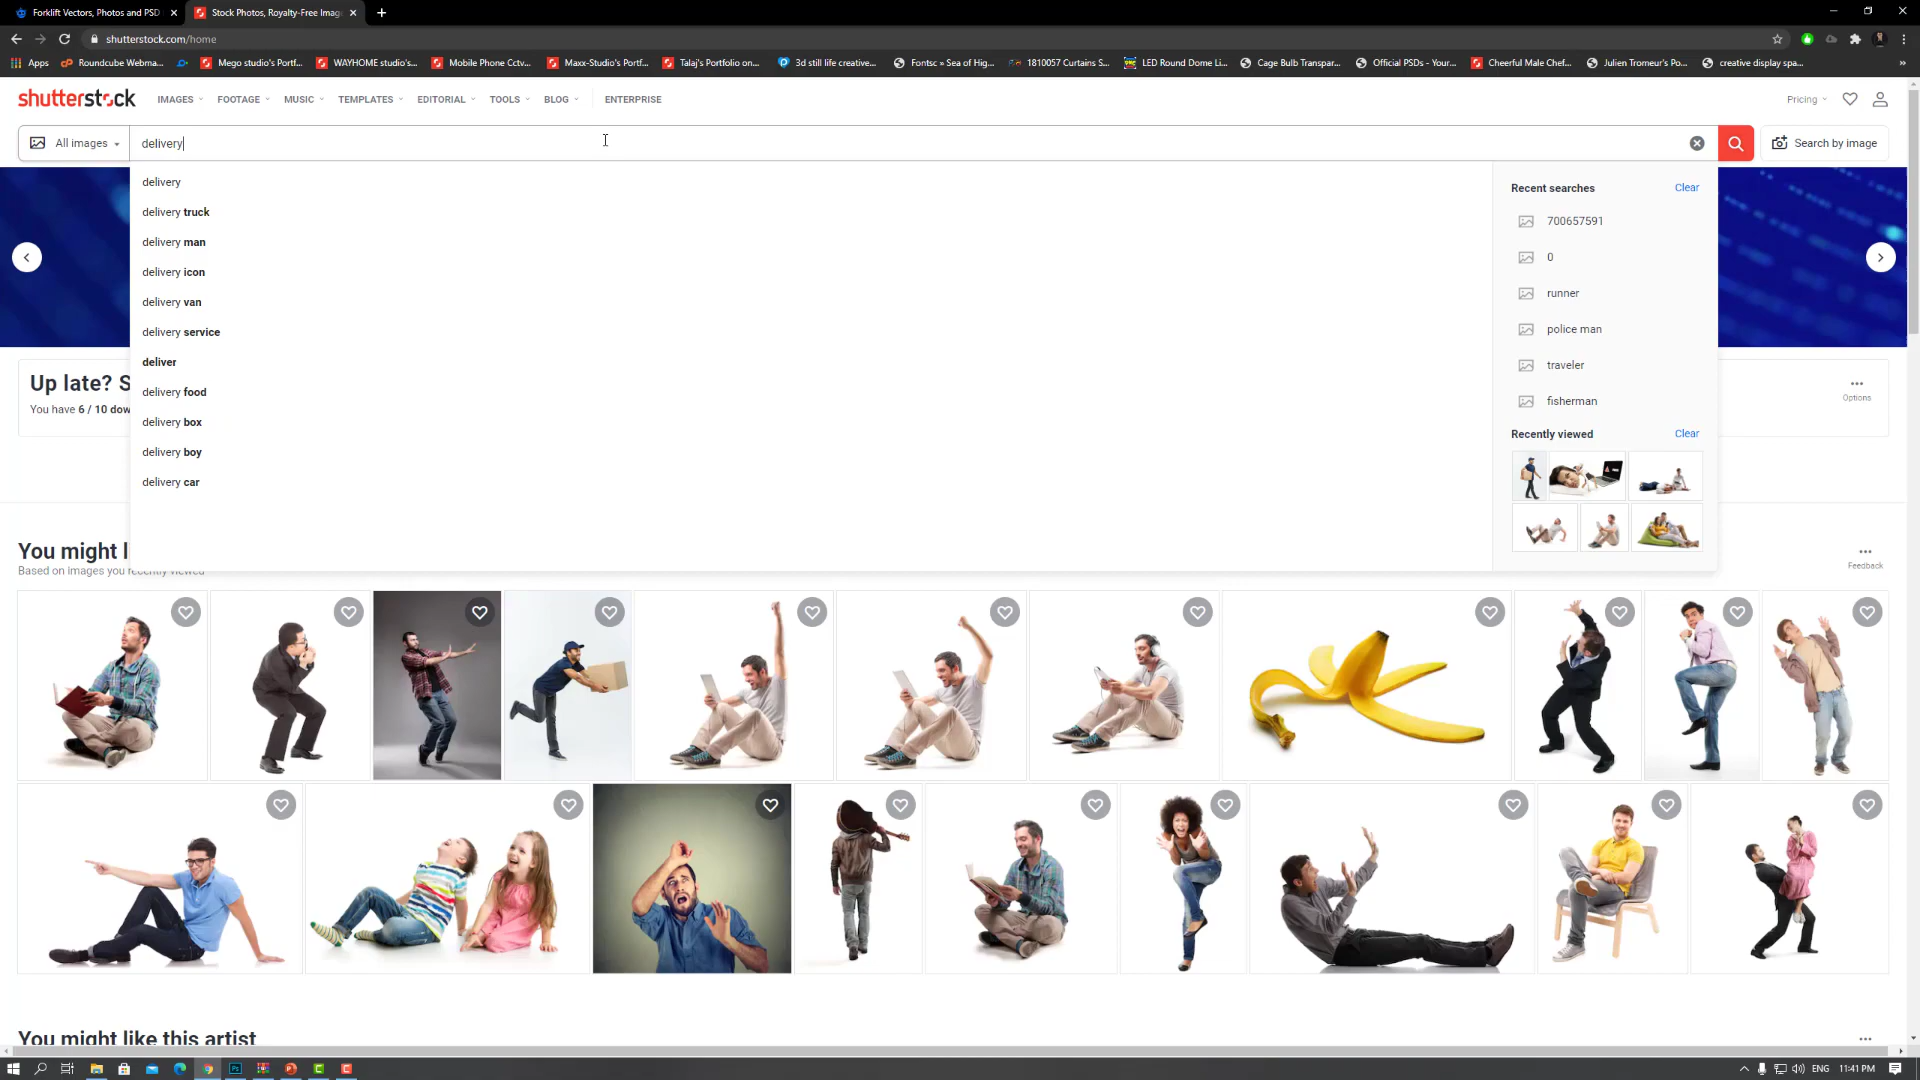 Forklift Vectors, Photos and PSD
Stock Photos, Royalty-Free Imag
shutterstock.com/home
Apps
Roundcube Webma...
Mego studio's Portf...
WAYHOME studio's...
Mobile Phone Cctv...
Maxx-Studio's Portf...
Talaj's Portfolio on...
3d still life creative...
Fontsc » Sea of Hig...
1810057 Curtains S...
LED Round Dome Li...
Cage Bulb Transpar...
Official PSDs - Your...
Cheerful Male Chef...
Julien Tromeur's Po...
creative display spa...
shutterstock
IMAGES
FOOTAGE
MUSIC
TEMPLATES
EDITORIAL
TOOLS
BLOG
ENTERPRISE
Pricing
All images
delivery
Search by image
delivery
delivery truck
delivery man
delivery icon
delivery van
delivery service
deliver
delivery food
delivery box
delivery boy
delivery car
Recent searches
Clear
700657591
0
runner
police man
traveler
fisherman
Recently viewed
Clear
Up late? S
You have 6 / 10 dow
Options
You might l
Based on images you recently viewed
Feedback
You might like this artist
ENG
11:41 PM